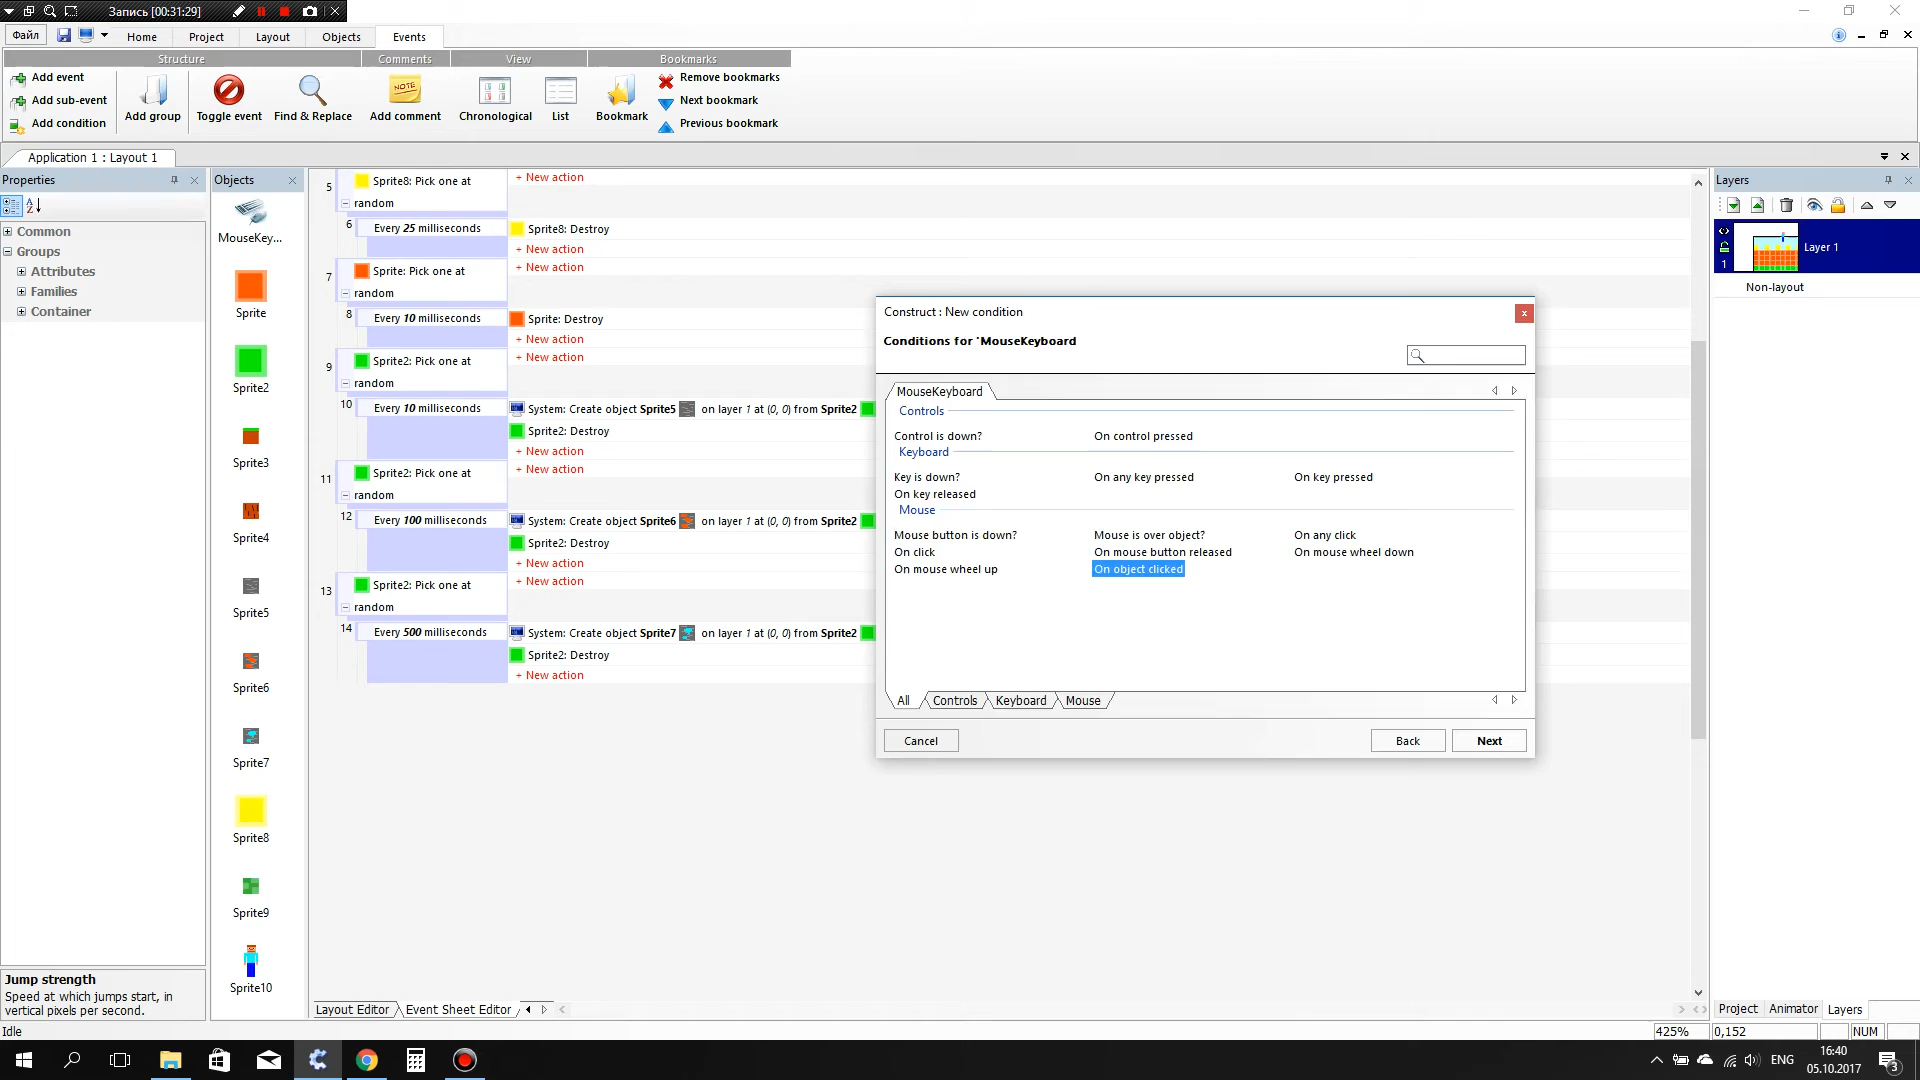 Запись [00:31:29]
Файл
Home
Project
Layout
Objects
Events
Structure
Comments
View
Bookmarks
Add event
Add sub-event
Add condition
Add group
Toggle event
Find & Replace
NOTE
Add comment
Chronological
List
Bookmark
Remove bookmarks
Next bookmark
Previous bookmark
Application 1 : Layout 1
Properties
Common
Groups
Attributes
Families
Container
Jump strength
Speed at which jumps start, in
vertical pixels per second.
Idle
Objects
MouseKey...
Sprite
Sprite2
Sprite3
Sprite4
Sprite5
Sprite6
Sprite7
Sprite8
Sprite9
Sprite10
5
Sprite8: Pick one at
random
+ New action
6
Every 25 milliseconds
Sprite8: Destroy
+ New action
7
Sprite: Pick one at
random
+ New action
8
Every 10 milliseconds
Sprite: Destroy
+ New action
9
Sprite2: Pick one at
random
+ New action
10
Every 10 milliseconds
System: Create object Sprite5 on layer 1 at (0, 0) from Sprite2
Sprite2: Destroy
+ New action
11
Sprite2: Pick one at
random
+ New action
12
Every 100 milliseconds
System: Create object Sprite6 on layer 1 at (0, 0) from Sprite2
Sprite2: Destroy
+ New action
13
Sprite2: Pick one at
random
+ New action
14
Every 500 milliseconds
System: Create object Sprite7 on layer 1 at (0, 0) from Sprite2
Sprite2: Destroy
+ New action
Layout Editor
Event Sheet Editor
Construct : New condition
Conditions for 'MouseKeyboard
MouseKeyboard
Controls
Control is down?
On control pressed
Keyboard
Key is down?
On any key pressed
On key pressed
On key released
Mouse
Mouse button is down?
Mouse is over object?
On any click
On click
On mouse button released
On mouse wheel down
On mouse wheel up
On object clicked
All
Controls
Keyboard
Mouse
Cancel
Back
Next
Layers
1
Layer 1
Non-layout
Project
Animator
Layers
425%
0,152
NUM
ENG
16:40
05.10.2017
3